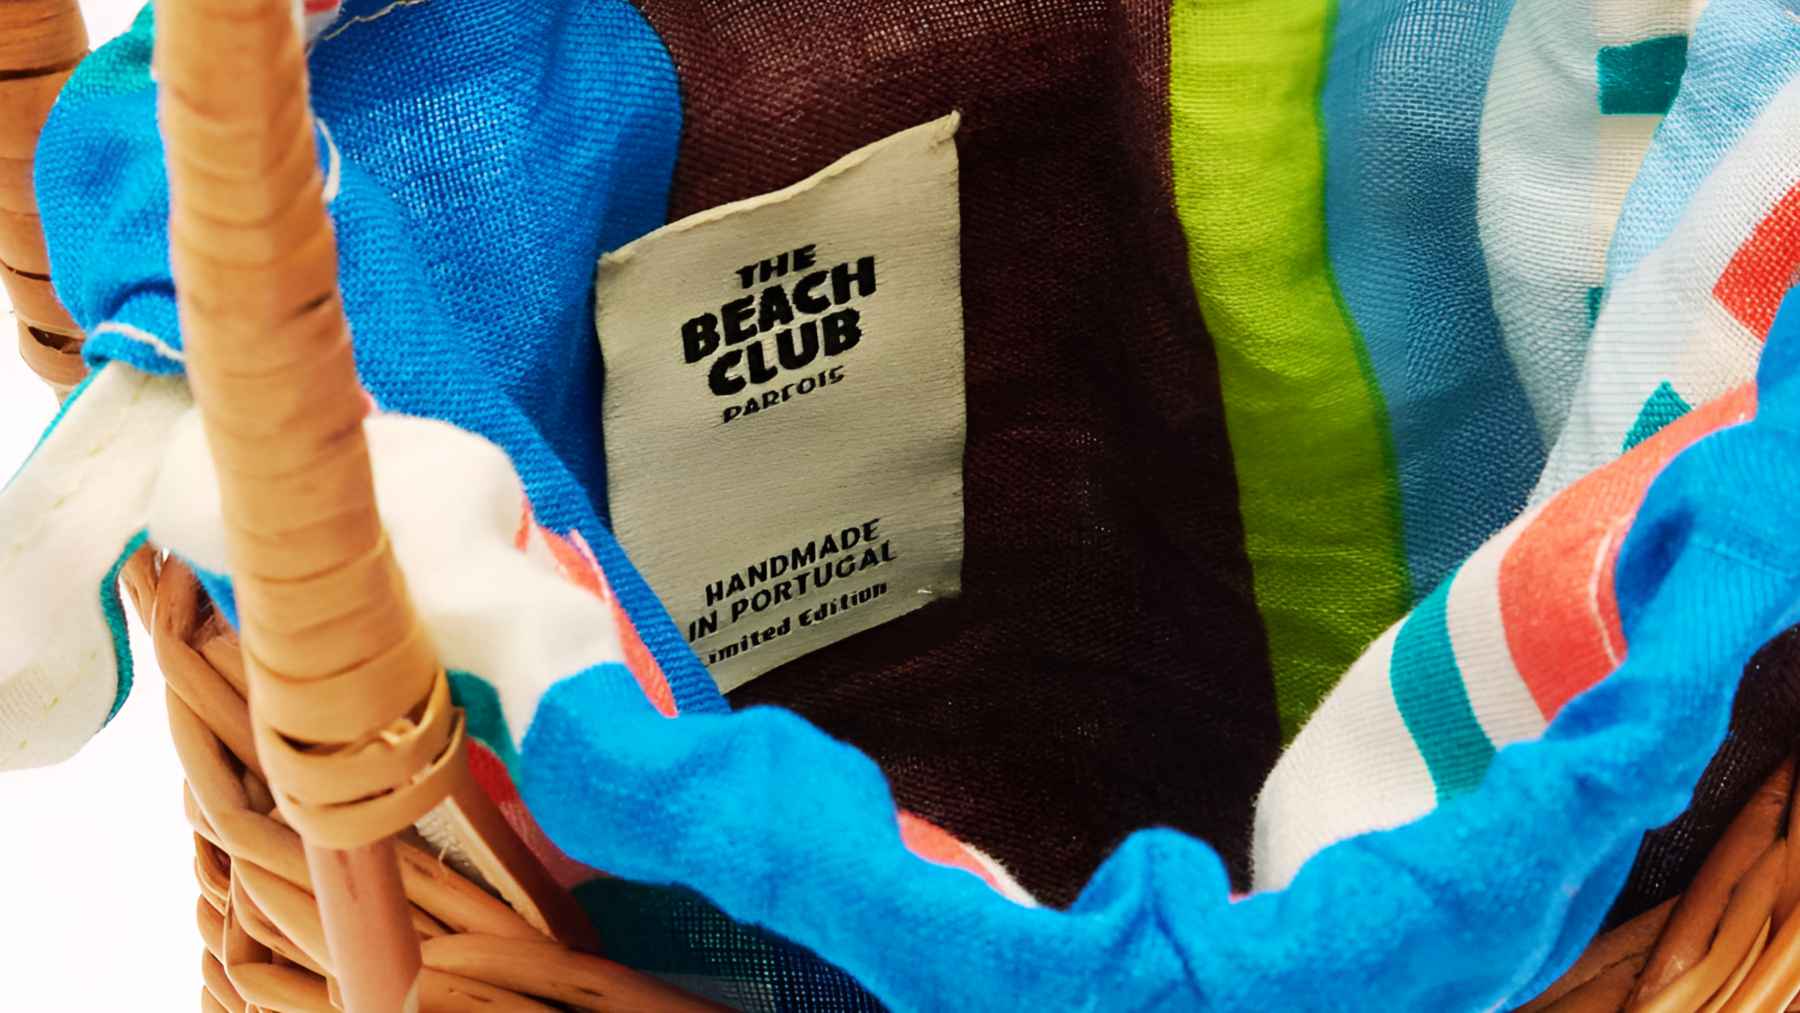 THE
BEACH
CLUB
PARFOIS
HANDMADE
IN PORTUGAL
Limited Edition